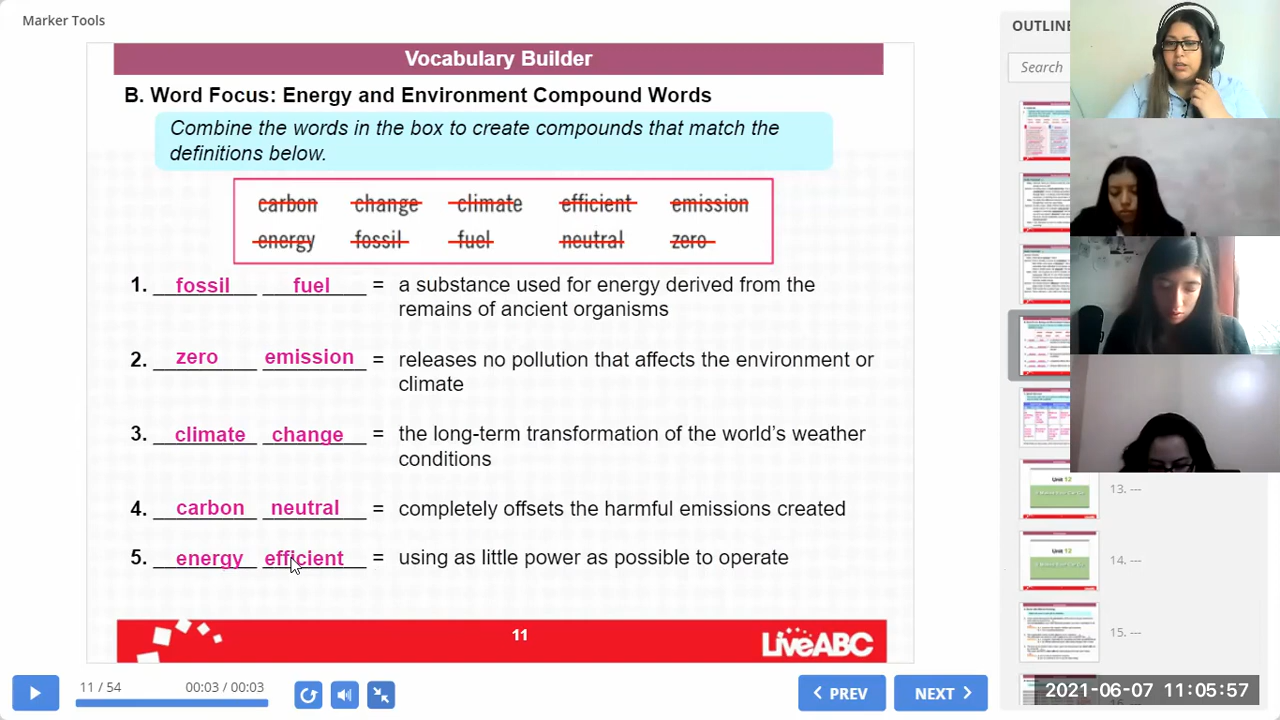 Marker Tools
OUTLINE
Search
Vocabulary Builder
B. Word Focus: Energy and Environment Compound Words
Combine the words in the box to create compounds that match the
definitions below.
carbon change climate efficient emission
energy fossil fuel neutral zero
1. fossil fuel = a substance used for energy derived from the
remains of ancient organisms
2. zero emission = releases no pollution that affects the environment or
climate
3. climate change = the long-term transformation of the world's weather
conditions
4. carbon neutral = completely offsets the harmful emissions created
5. energy efficient = using as little power as possible to operate
11
eABC
Unit 12
13. ---
Unit 12
14. ---
15. ---
11 / 54
00:03 / 00:03
PREV
NEXT
2021-06-07 11:05:57